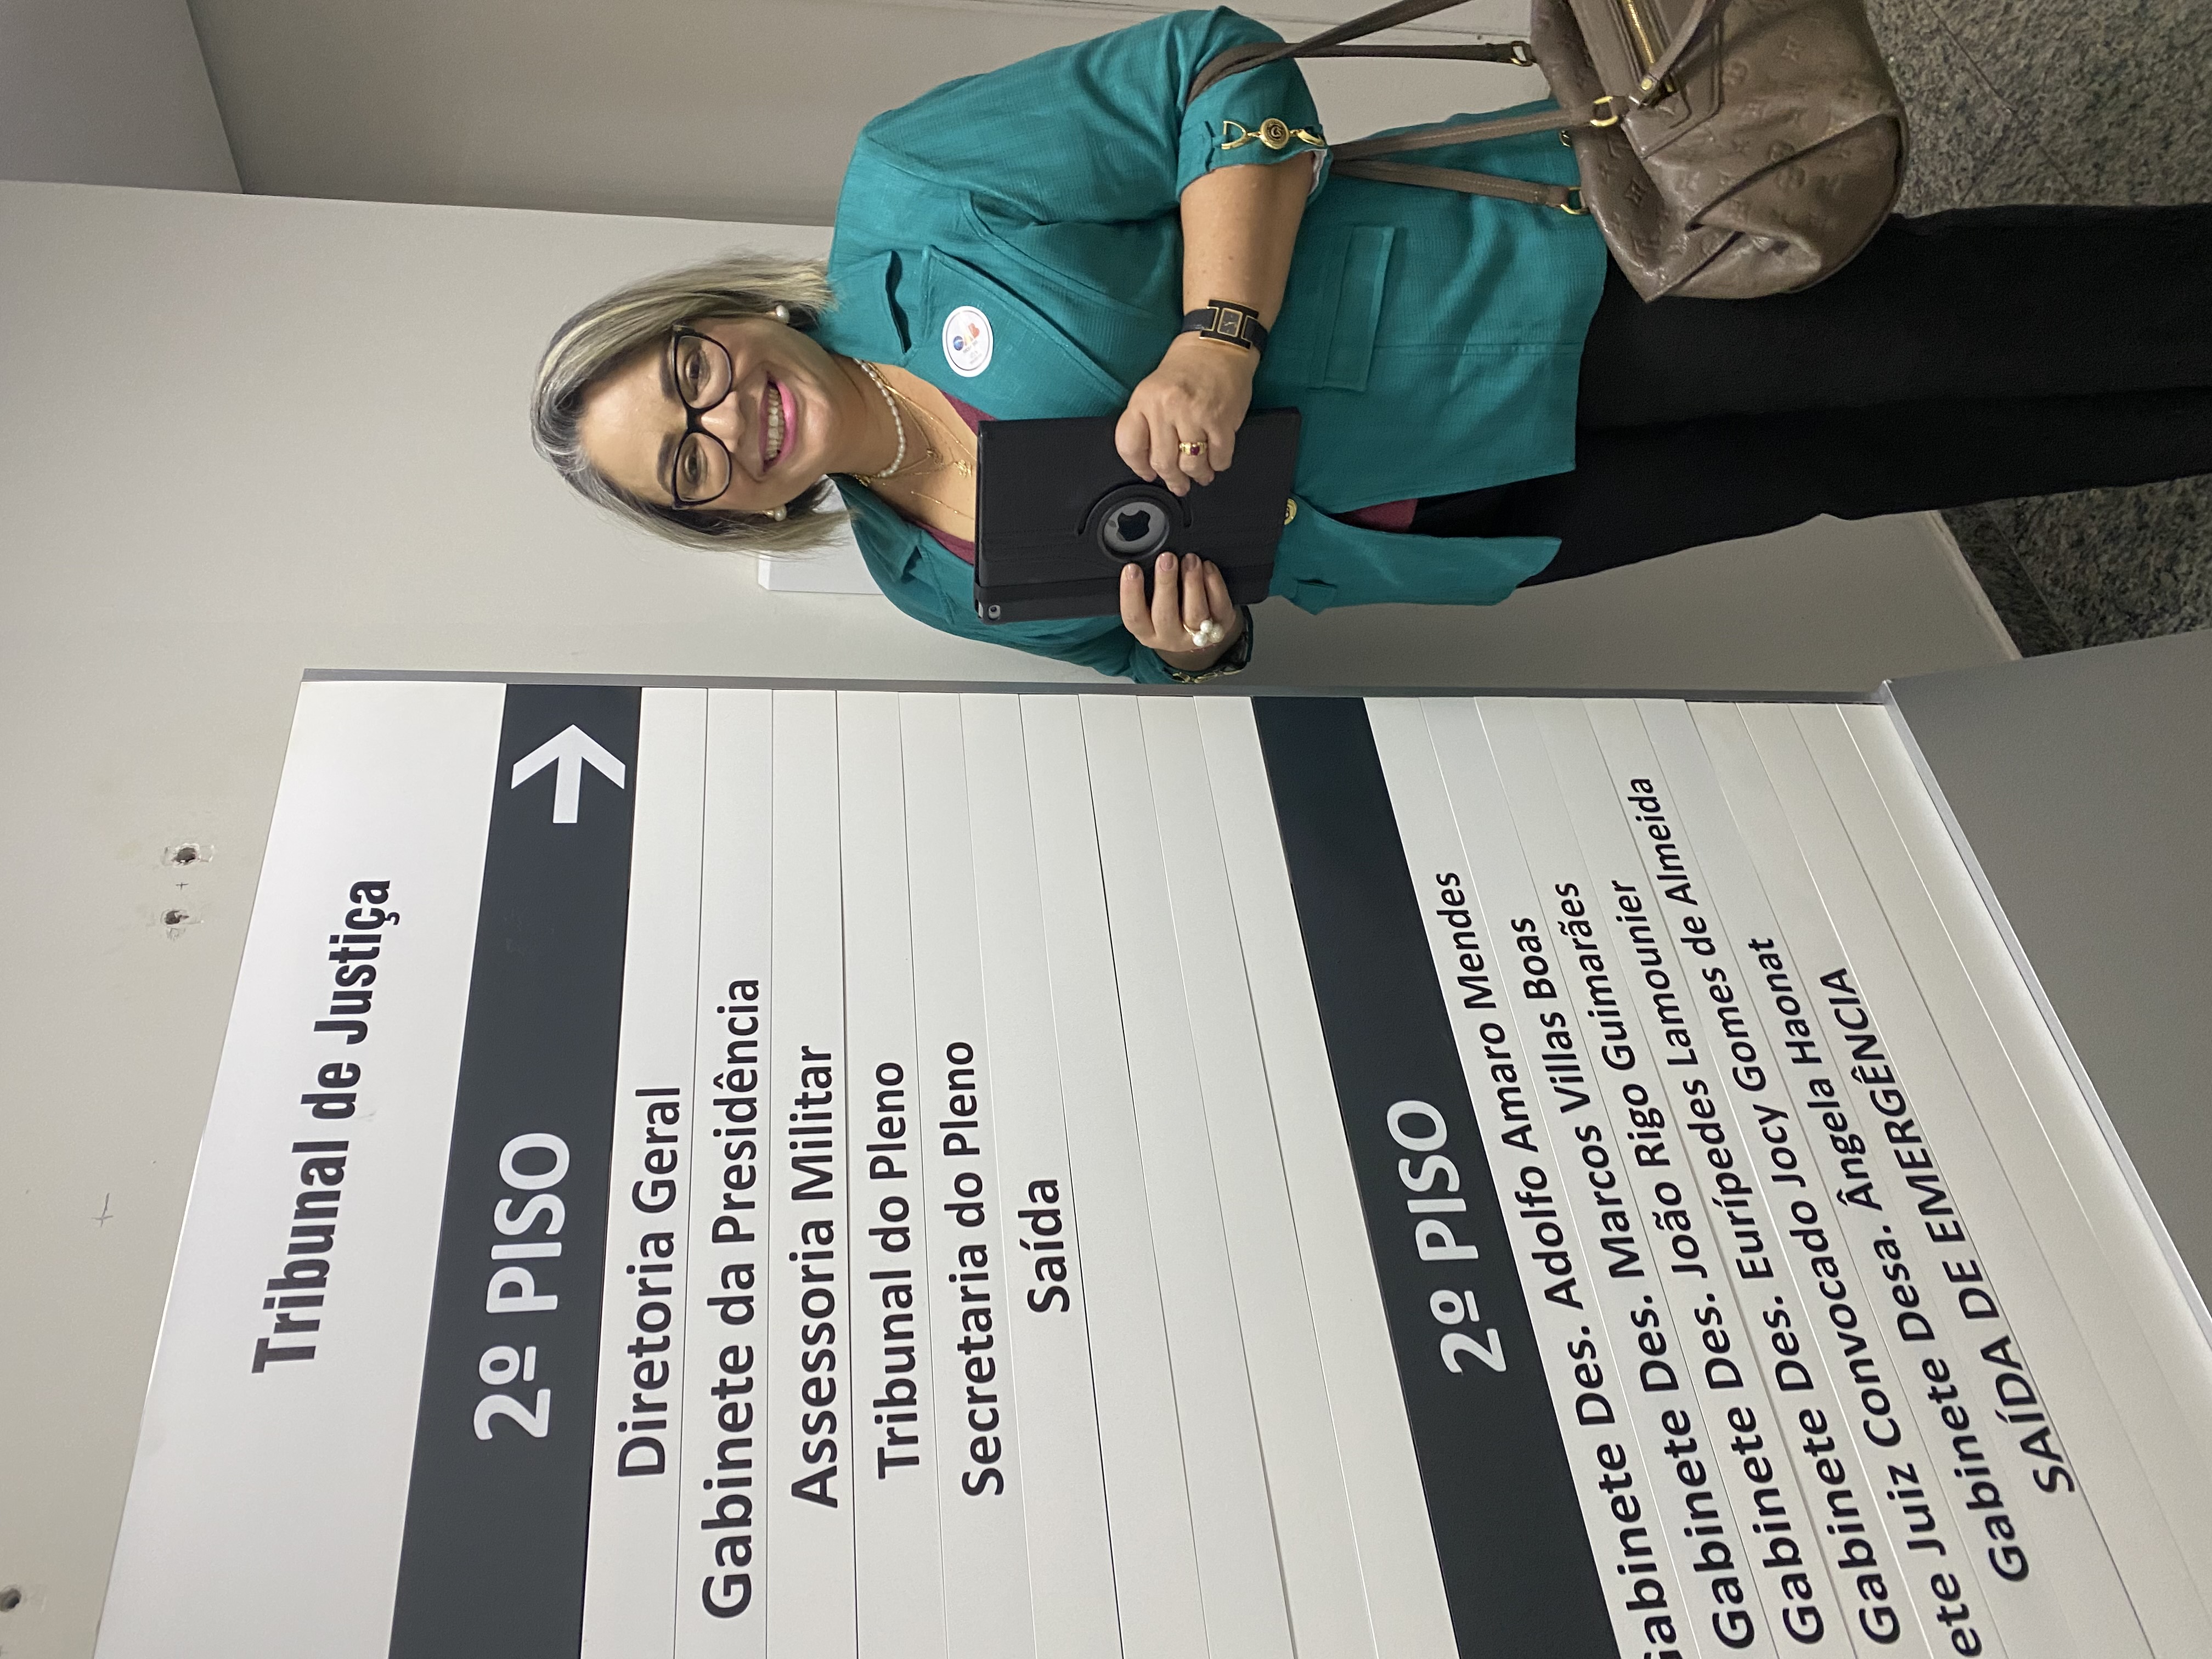 Tribunal de Justiça
2º PISO
Diretoria Geral
Gabinete da Presidência
Assessoria Militar
Tribunal do Pleno
Secretaria do Pleno
Saída
2º PISO
Gabinete Des. Adolfo Amaro Mendes
Gabinete Des. Marcos Villas Boas
Gabinete Des. João Rigo Guimarães
Gabinete Des. Eurípedes Lamounier
ete Juiz Convocado Jocy Gomes de Almeida
Gabinete Desa. Ângela Haonat
SAÍDA DE EMERGÊNCIA